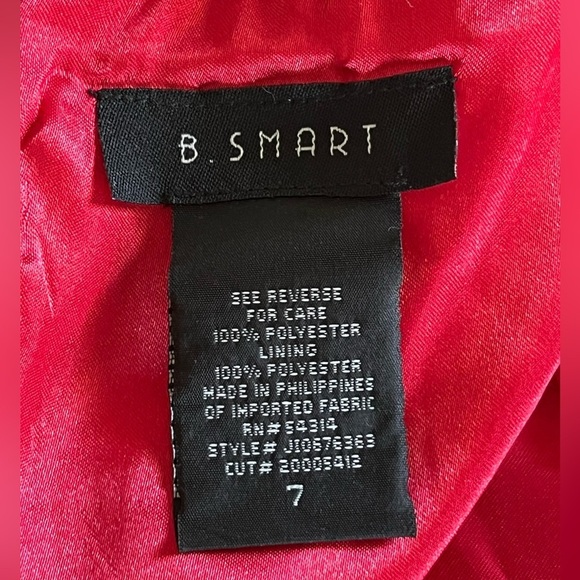 B. SMART
SEE REVERSE
FOR CARE
100% POLYESTER
LINING
100% POLYESTER
MADE IN PHILIPPINES
OF IMPORTED FABRIC
RN# 54314
STYLE# J10676363
CUT# 20005412
7